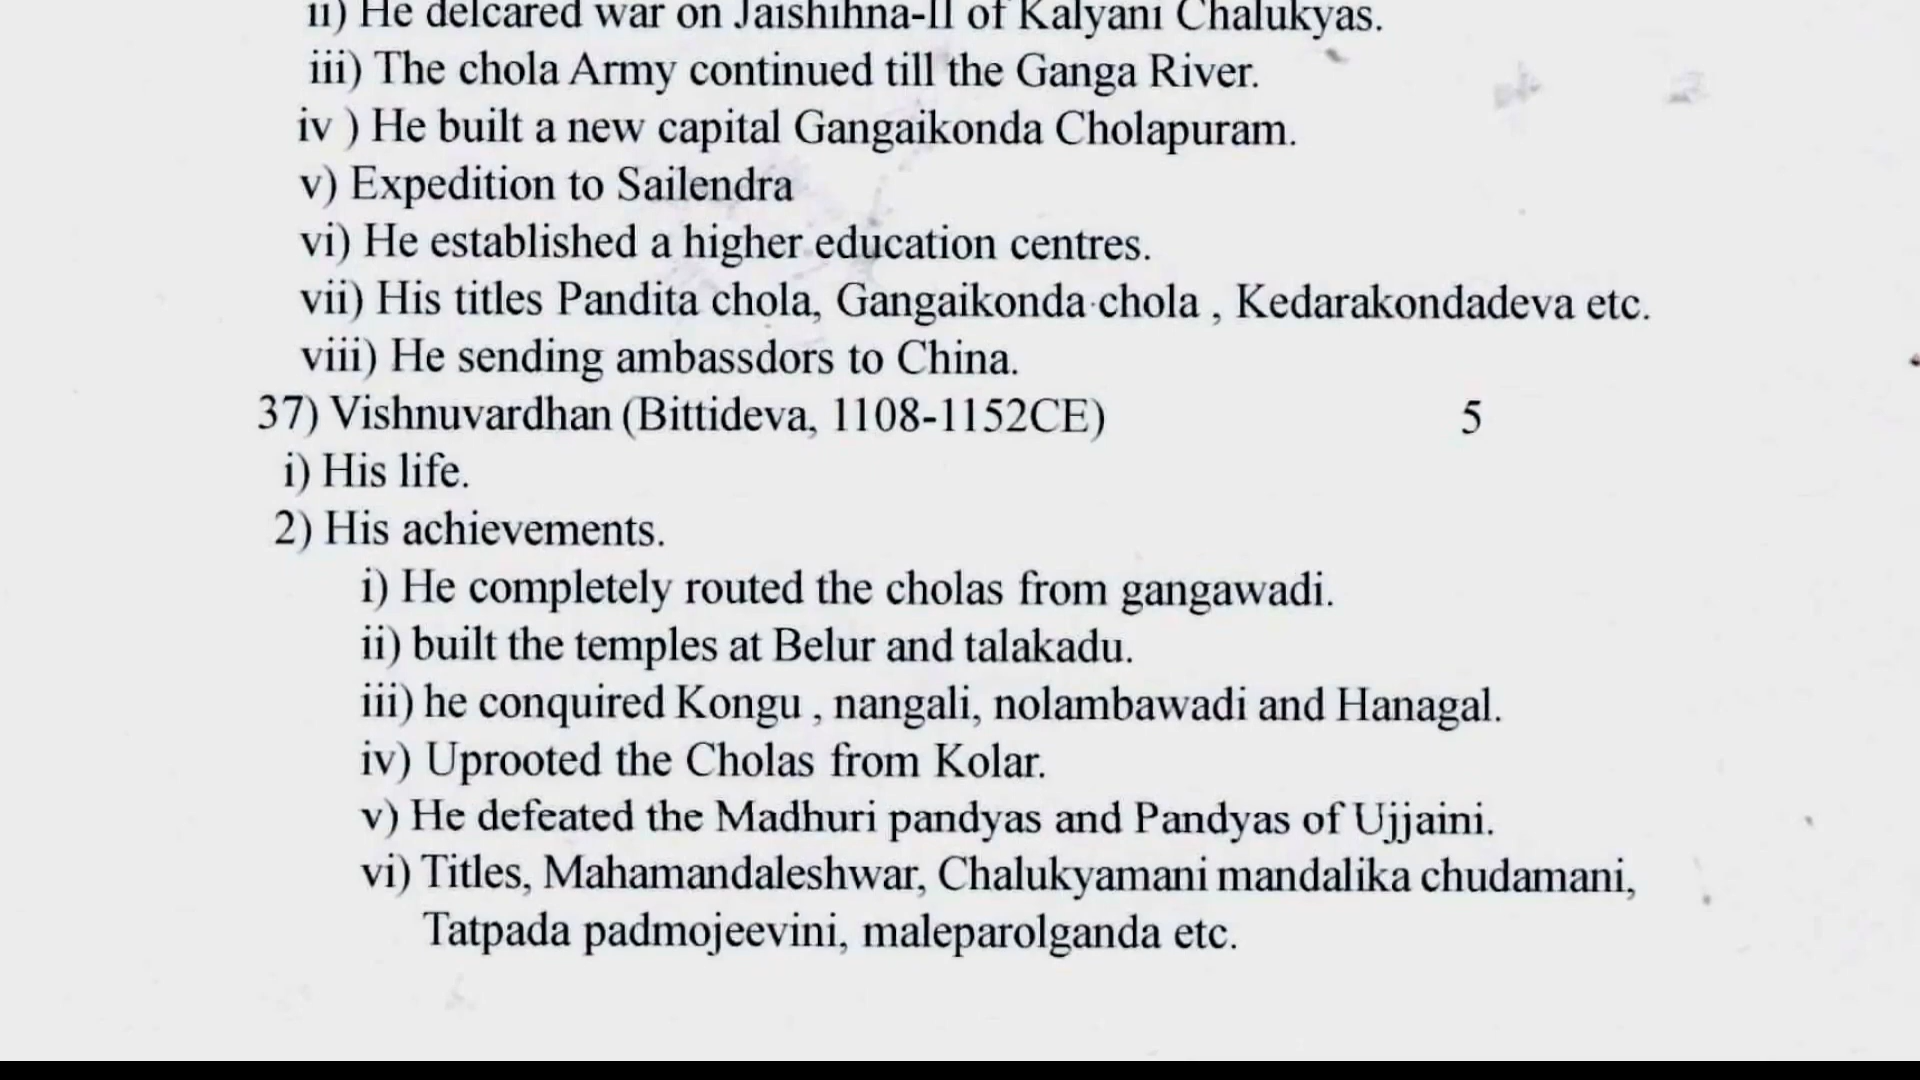 ii) He delcared war on Jaishihna-II of Kalyani Chalukyas.
iii) The chola Army continued till the Ganga River.
iv ) He built a new capital Gangaikonda Cholapuram.
v) Expedition to Sailendra
vi) He established a higher education centres.
vii) His titles Pandita chola, Gangaikonda chola , Kedarakondadeva etc.
viii) He sending ambassdors to China.
37) Vishnuvardhan (Bittideva, 1108-1152CE) 5
i) His life.
2) His achievements.
i) He completely routed the cholas from gangawadi.
ii) built the temples at Belur and talakadu.
iii) he conquired Kongu , nangali, nolambawadi and Hanagal.
iv) Uprooted the Cholas from Kolar.
v) He defeated the Madhuri pandyas and Pandyas of Ujjaini.
vi) Titles, Mahamandaleshwar, Chalukyamani mandalika chudamani,
Tatpada padmojeevini, maleparolganda etc.